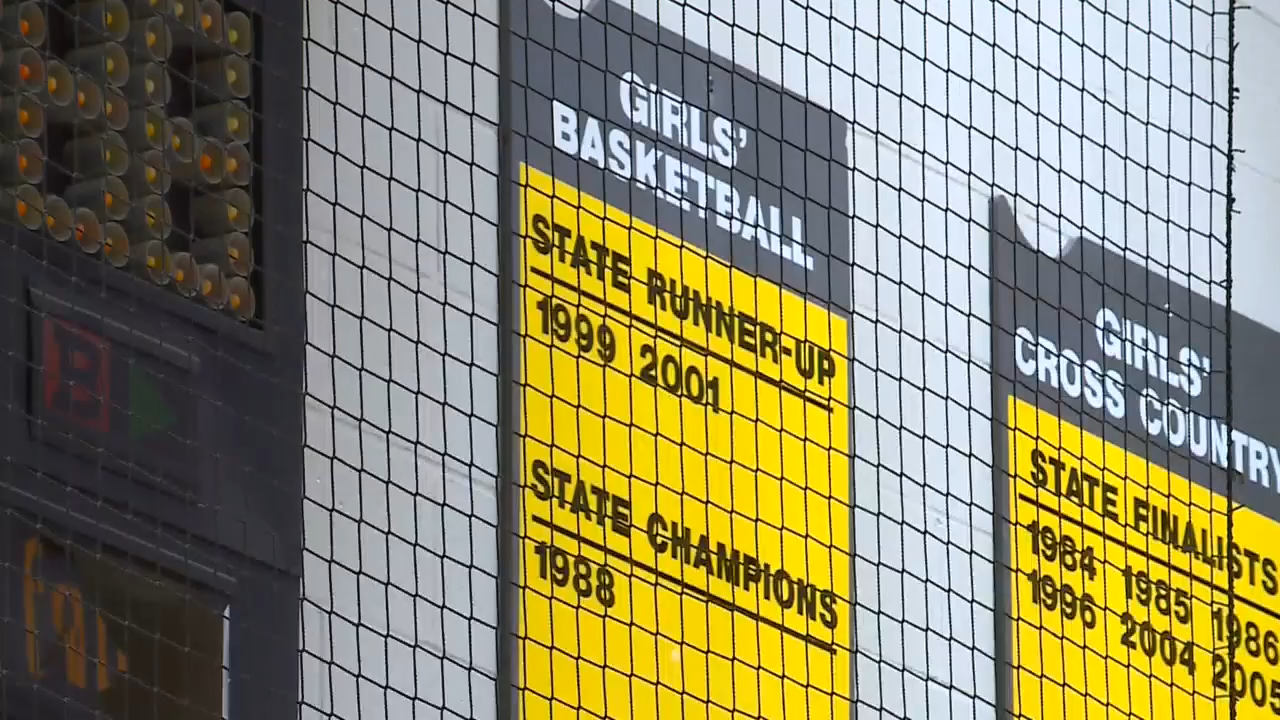 GIRLS'
BASKETBALL
STATE RUNNER-UP
1999 2001
STATE CHAMPIONS
1988
GIRLS'
CROSS COUNTRY
STATE FINALISTS
1984 1985 1986
1996 2004 2005
B